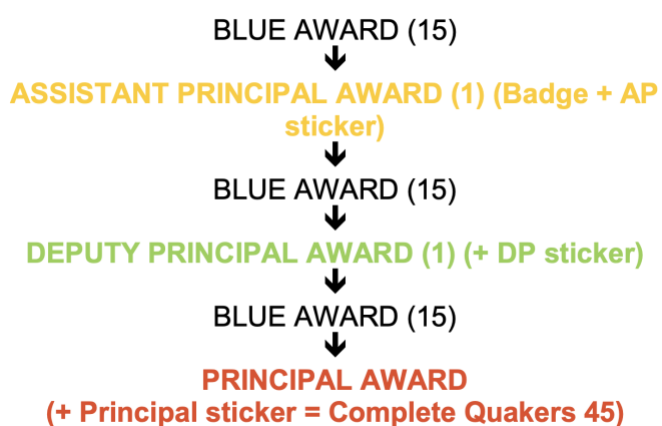 BLUE AWARD (15)
ASSISTANT PRINCIPAL AWARD (1) (Badge + AP
sticker)
BLUE AWARD (15)
DEPUTY PRINCIPAL AWARD (1) (+ DP sticker)
BLUE AWARD (15)
PRINCIPAL AWARD
(+ Principal sticker = Complete Quakers 45)